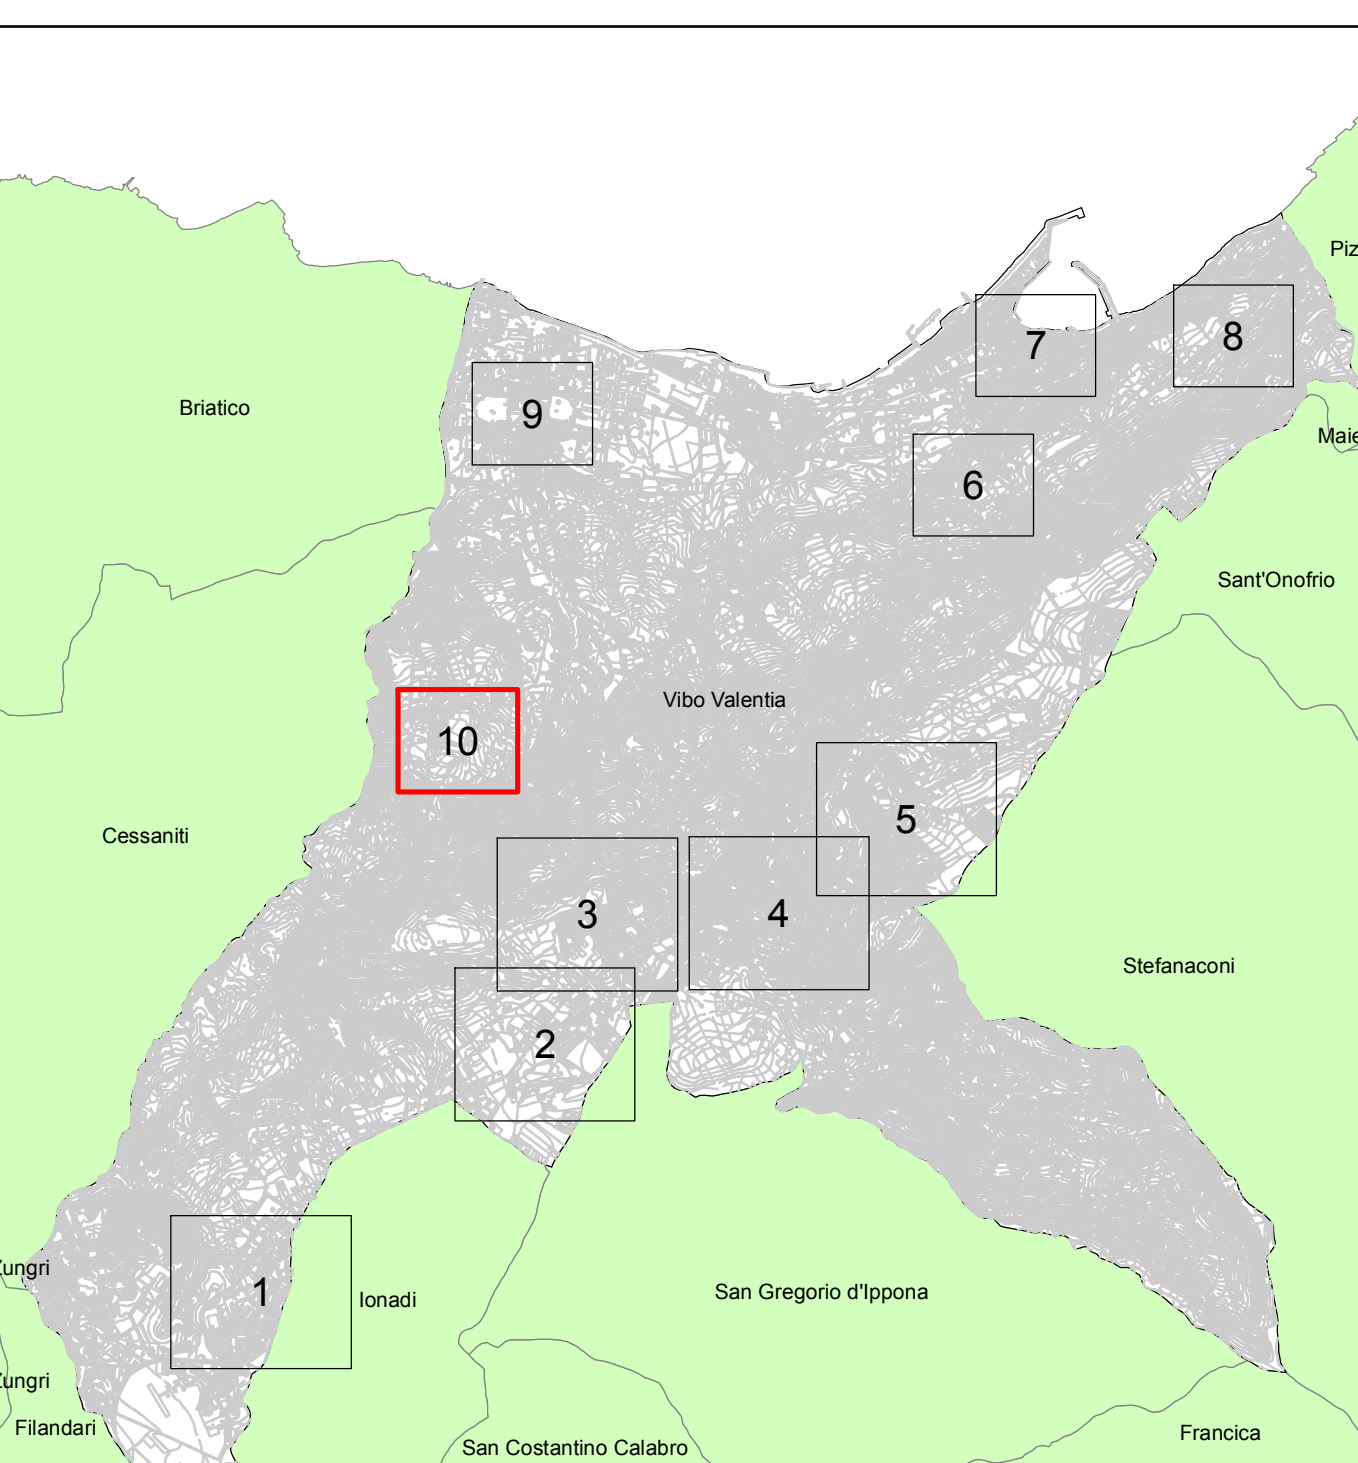 Piz
8
7
Briatico
9
Maie
6
Sant'Onofrio
Vibo Valentia
10
5
Cessaniti
3
4
Stefanaconi
2
Zungri
1
Ionadi
San Gregorio d'Ippona
Zungri
Filandari
Francica
San Costantino Calabro